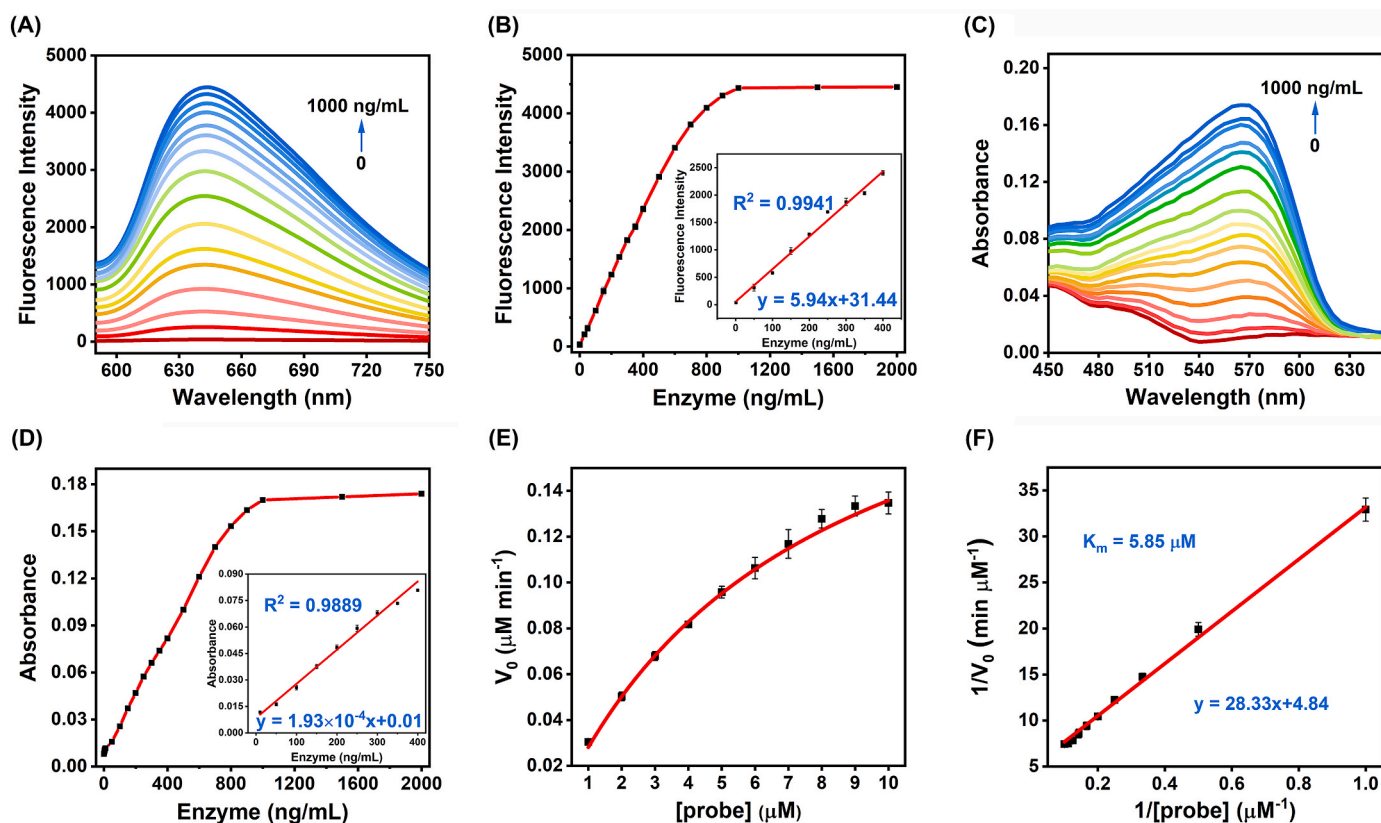 (A)
5000
4000
3000
2000
1000
0
Fluorescence Intensity
1000 ng/mL
0
600 630 660 690 720 750
Wavelength (nm)
(B)
5000
4000
3000
2000
1000
0
Fluorescence Intensity
2500
2000
1500
1000
500
0
Fluorescence Intensity
R² = 0.9941
y = 5.94x+31.44
0 100 200 300 400
Enzyme (ng/mL)
0 400 800 1200 1600 2000
Enzyme (ng/mL)
(C)
0.20
0.16
0.12
0.08
0.04
0.00
Absorbance
1000 ng/mL
0
450 480 510 540 570 600 630
Wavelength (nm)
(D)
0.18
0.15
0.12
0.09
0.06
0.03
0.00
Absorbance
0.090
0.075
0.060
0.045
0.030
0.015
0.000
Absorbance
R² = 0.9889
y = 1.93×10⁻⁴x+0.01
0 100 200 300 400
Enzyme (ng/mL)
0 400 800 1200 1600 2000
Enzyme (ng/mL)
(E)
0.14
0.12
0.10
0.08
0.06
0.04
0.02
V₀ (μM min⁻¹)
1 2 3 4 5 6 7 8 9 10
[probe] (μM)
(F)
35
30
25
20
15
10
5
1/V₀ (min μM⁻¹)
Kₘ = 5.85 μM
y = 28.33x+4.84
0.2 0.4 0.6 0.8 1.0
1/[probe] (μM⁻¹)